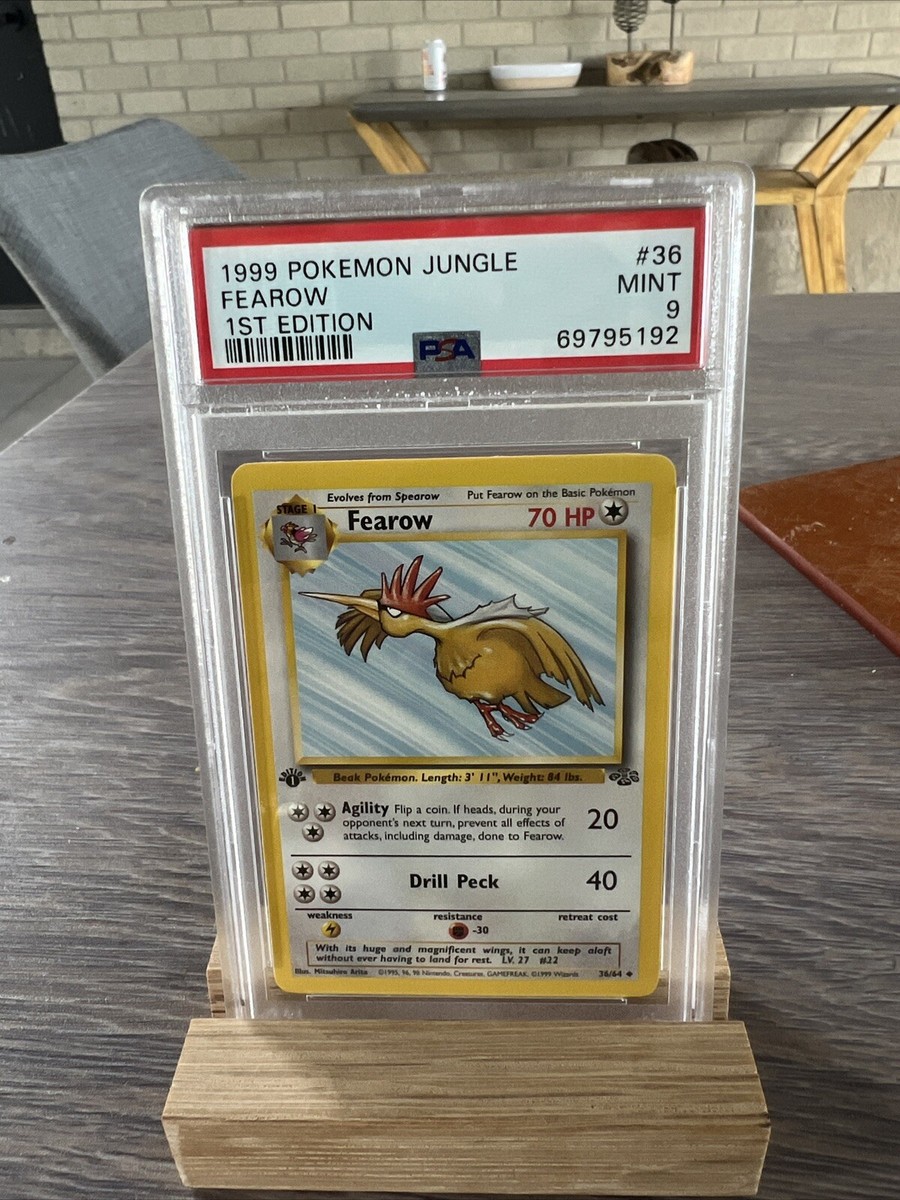 1999 POKEMON JUNGLE #36
FEAROW MINT
1ST EDITION 9
PSA 69795192
Evolves from Spearow Put Fearow on the Basic Pokémon
STAGE 1
Fearow 70 HP
EDITION
1
Beak Pokémon. Length: 3' 11", Weight: 84 lbs.
Agility Flip a coin. If heads, during your
opponent's next turn, prevent all effects of
attacks, including damage, done to Fearow.
20
Drill Peck 40
weakness resistance retreat cost
-30
With its huge and magnificent wings, it can keep aloft
without ever having to land for rest. LV. 27 #22
Illus. Mitsuhiro Arita ©1995, 96, 98 Nintendo, Creatures, GAMEFREAK. ©1999 Wizards 36/64